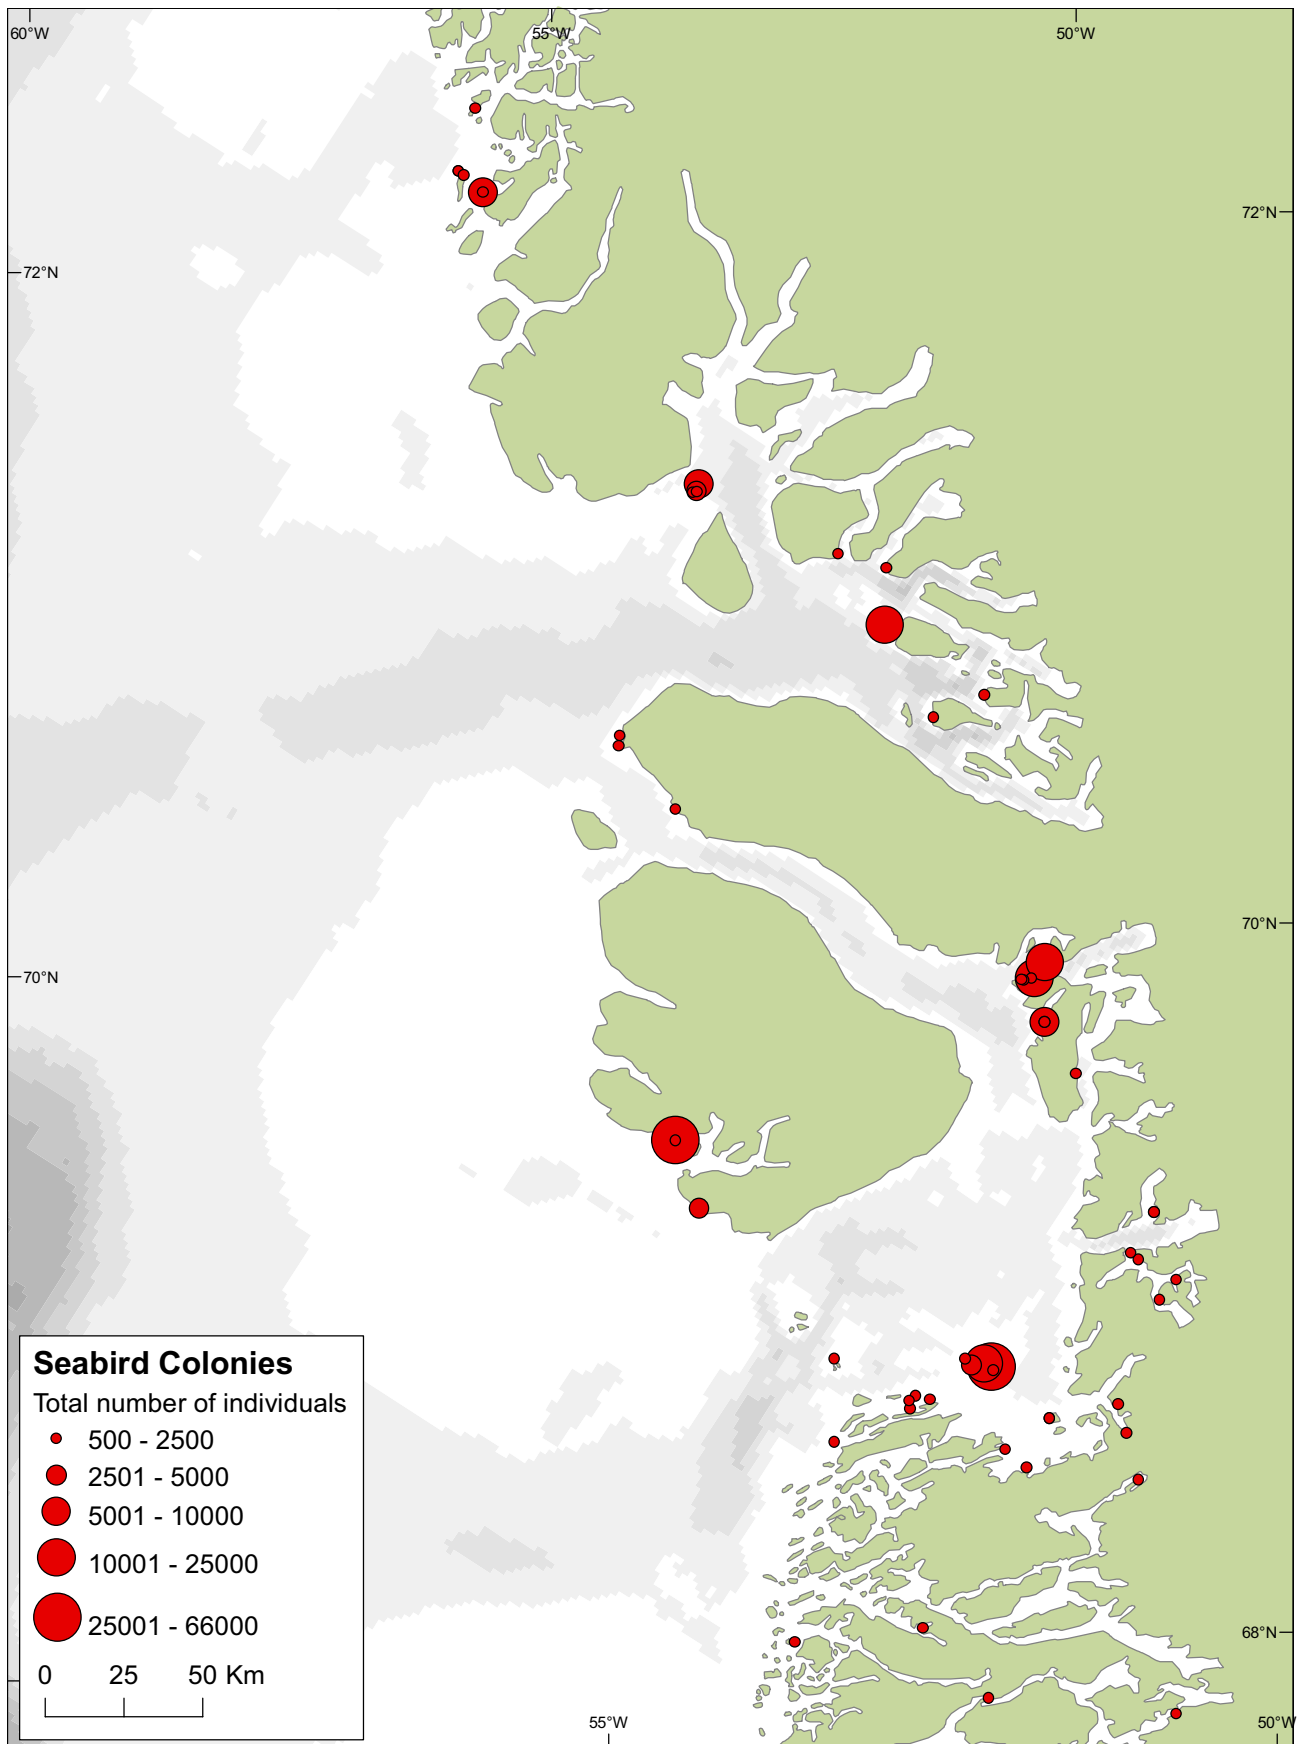 60°W
55°W
50°W
72°N
72°N
70°N
70°N
Seabird Colonies
Total number of individuals
500 - 2500
2501 - 5000
5001 - 10000
10001 - 25000
25001 - 66000
0 25 50 Km
68°N
55°W
50°W